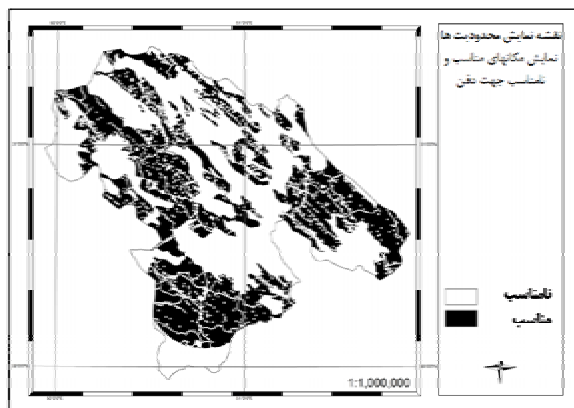 نقشه نمایش محدودیت ها
نمایش مکانهای مناسب و
نامناسب جهت دفن
نامناسب
مناسب
1:1,000,000